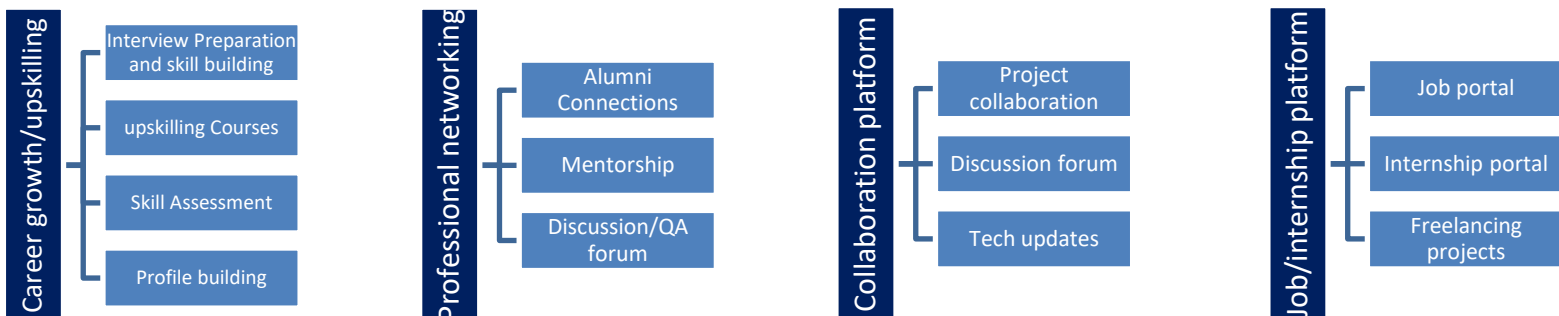 Career growth/upskilling
Interview Preparation
and skill building
upskilling Courses
Skill Assessment
Profile building
Professional networking
Alumni
Connections
Mentorship
Discussion/QA
forum
Collaboration platform
Project
collaboration
Discussion forum
Tech updates
Job/internship platform
Job portal
Internship portal
Freelancing
projects